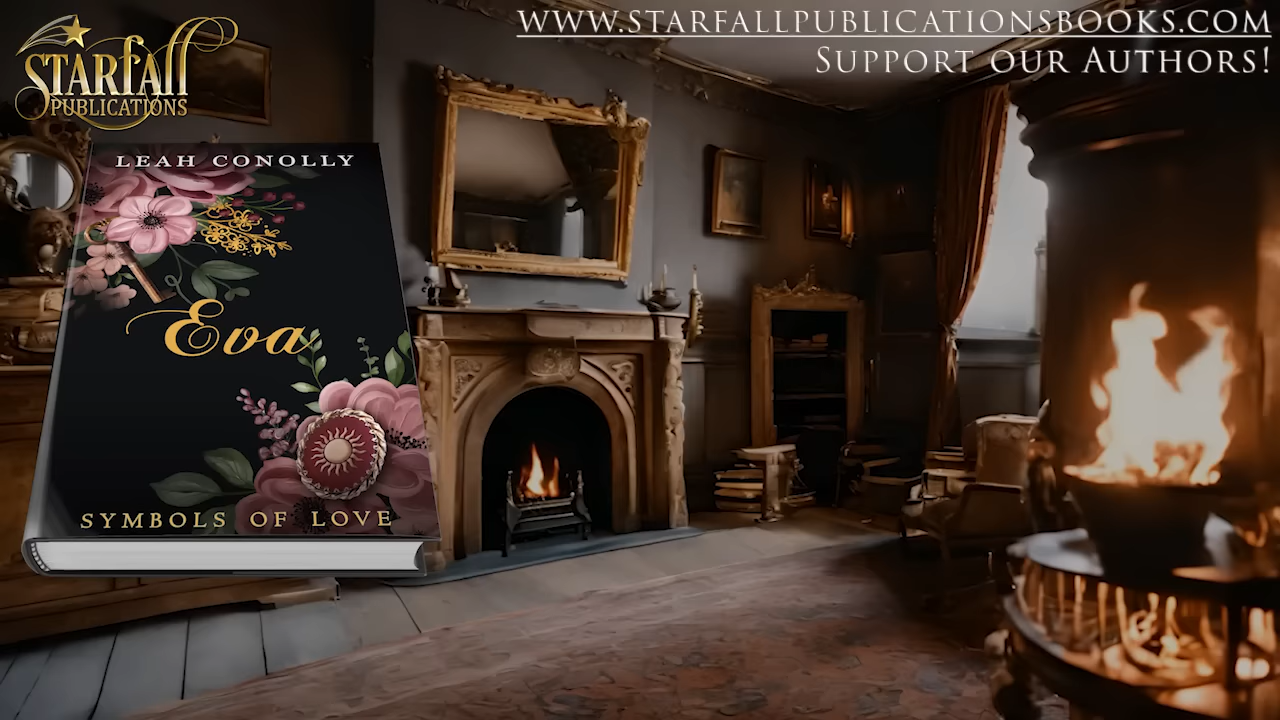 STARfall
PUBLICATIONS
WWW.STARFALLPUBLICATIONSBOOKS.COM
SUPPORT OUR AUTHORS!
LEAH CONOLLY
Eva
SYMBOLS OF LOVE